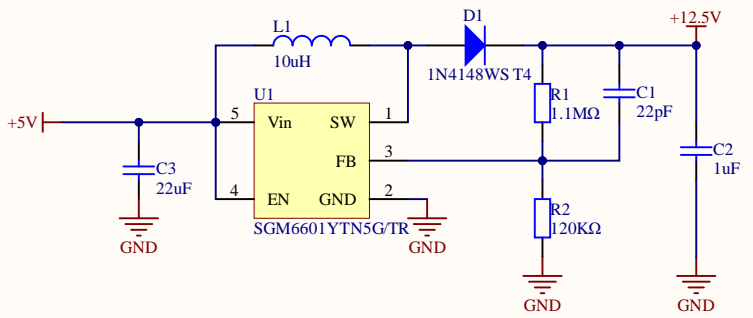 L1
10uH
D1
1N4148WS T4
+12.5V
+5V
C3
22uF
GND
U1
5
Vin
SW
1
FB
3
4
EN
GND
2
SGM6601YTN5G/TR
GND
R1
1.1MΩ
C1
22pF
R2
120KΩ
GND
C2
1uF
GND